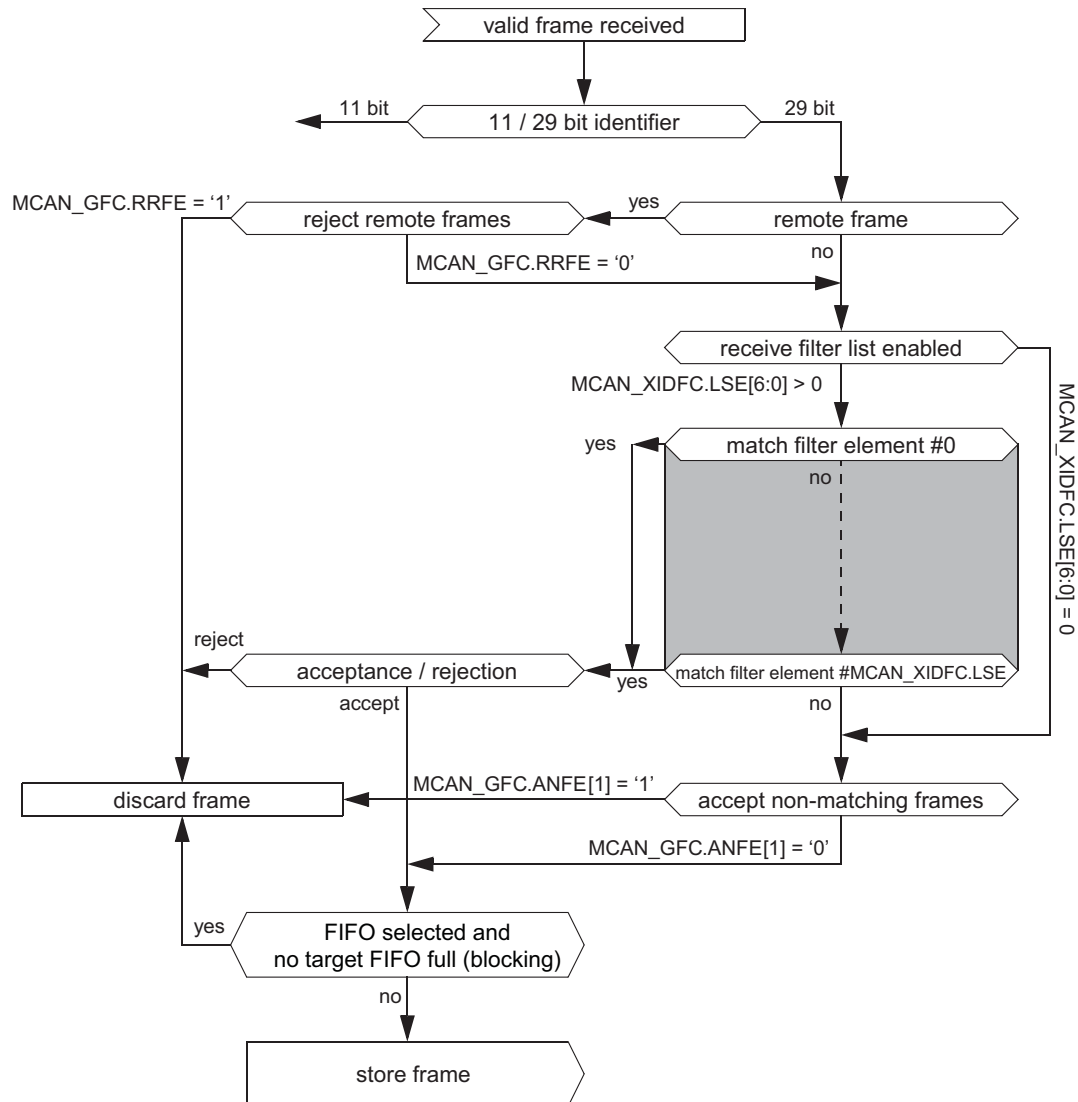 valid frame received
11 bit
11 / 29 bit identifier
29 bit
MCAN_GFC.RRFE = ‘1’
reject remote frames
yes
remote frame
MCAN_GFC.RRFE = ‘0’
no
receive filter list enabled
MCAN_XIDFC.LSE[6:0] > 0
MCAN_XIDFC.LSE[6:0] = 0
yes
match filter element #0
no
reject
acceptance / rejection
yes
match filter element #MCAN_XIDFC.LSE
accept
no
discard frame
MCAN_GFC.ANFE[1] = ‘1’
accept non-matching frames
MCAN_GFC.ANFE[1] = ‘0’
yes
FIFO selected and
no target FIFO full (blocking)
no
store frame